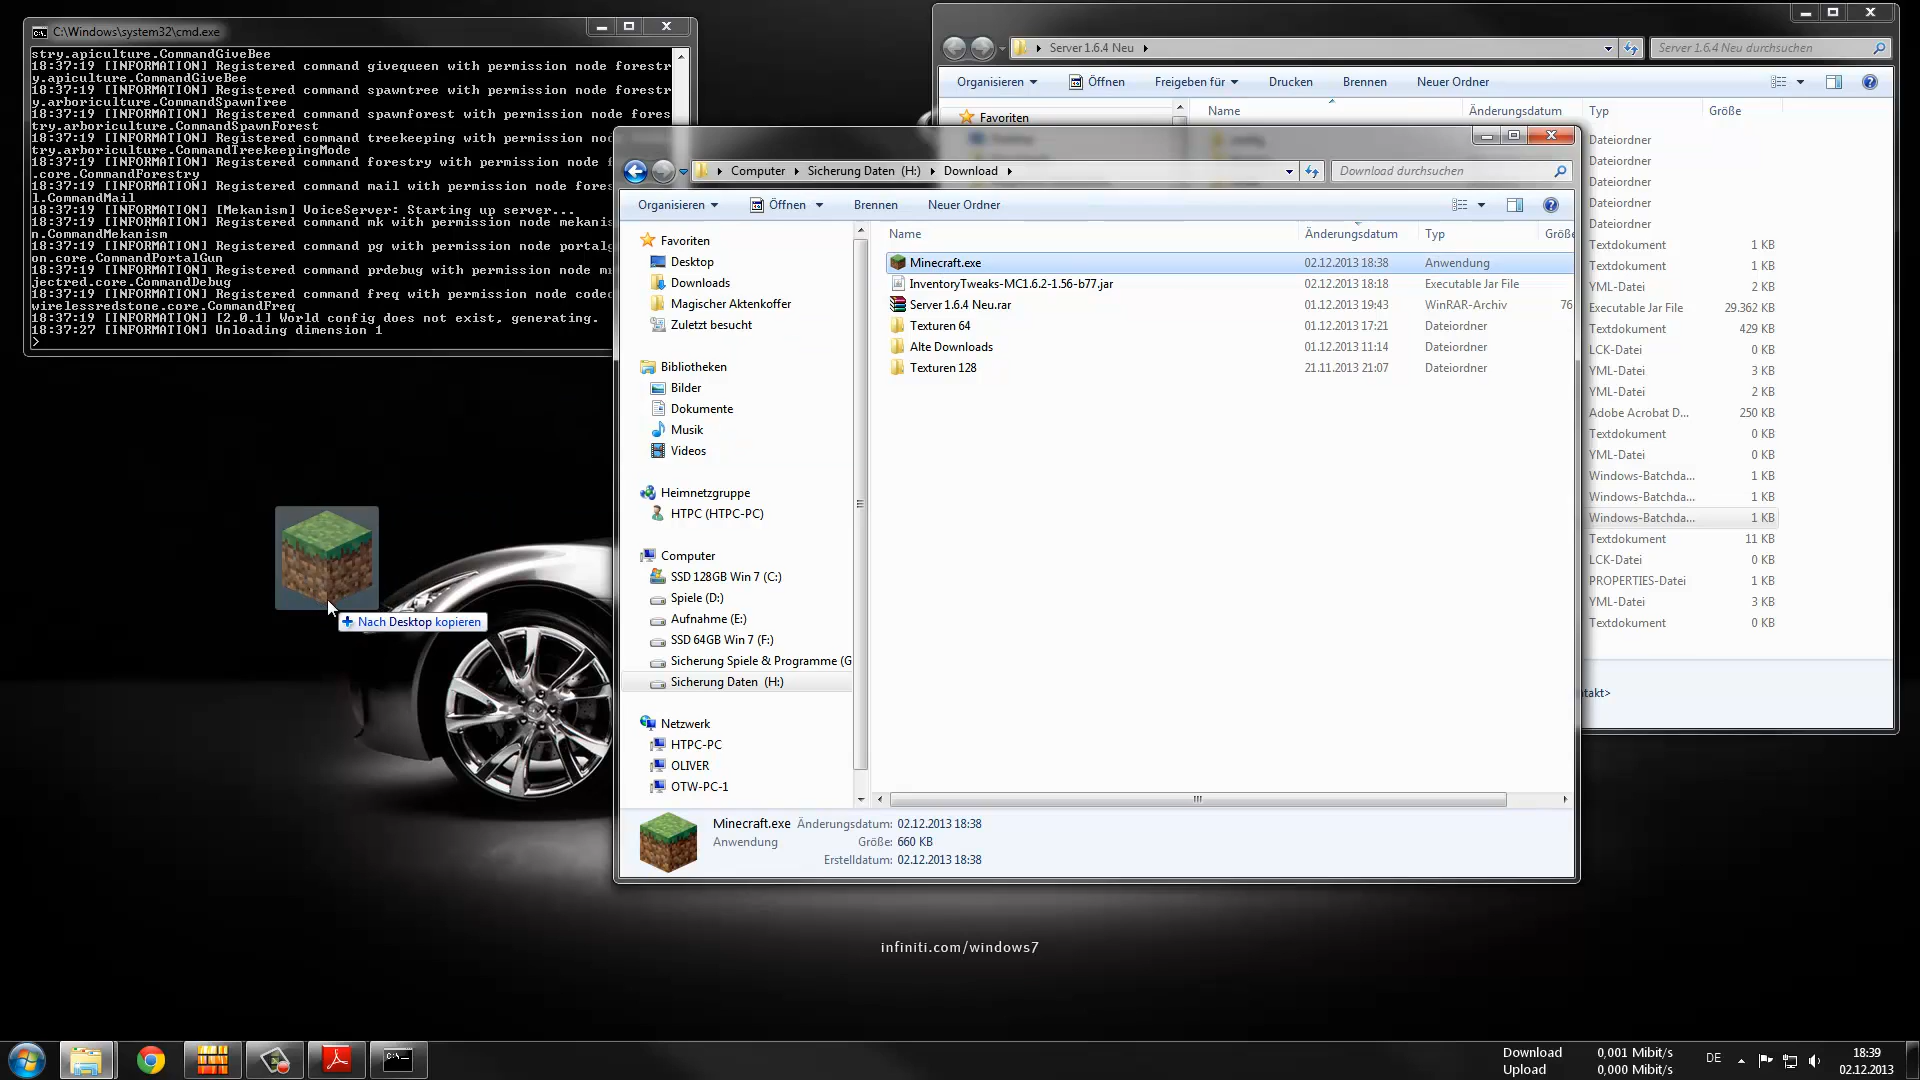 C:\Windows\system32\cmd.exe
stry.apiculture.CommandGiveBee
18:37:19 [INFORMATION] Registered command givequeen with permission node forestr
y.apiculture.CommandGiveBee
18:37:19 [INFORMATION] Registered command spawntree with permission node forestr
y.arboriculture.CommandSpawnTree
18:37:19 [INFORMATION] Registered command spawnforest with permission node fores
try.arboriculture.CommandSpawnForest
18:37:19 [INFORMATION] Registered command treekeeping with permission node fores
try.arboriculture.CommandTreekeepingMode
18:37:19 [INFORMATION] Registered command forestry with permission node f
.core.CommandForestry
18:37:19 [INFORMATION] Registered command mail with permission node fores
l.CommandMail
18:37:19 [INFORMATION] [Mekanism] VoiceServer: Starting up server...
18:37:19 [INFORMATION] Registered command mk with permission node mekanis
m.CommandMekanism
18:37:19 [INFORMATION] Registered command pg with permission node portalg
on.core.CommandPortalGun
18:37:19 [INFORMATION] Registered command prdebug with permission node mr
jectred.core.CommandDebug
18:37:19 [INFORMATION] Registered command freq with permission node codec
wirelessredstone.core.CommandFreq
18:37:19 [INFORMATION] [2.0.1] World config does not exist, generating.
18:37:27 [INFORMATION] Unloading dimension 1
>
Server 1.6.4 Neu
Server 1.6.4 Neu durchsuchen
Organisieren Öffnen Freigeben für Drucken Brennen Neuer Ordner
Favoriten
Name Änderungsdatum Typ Größe
Dateiordner
Dateiordner
Dateiordner
Dateiordner
Dateiordner
Textdokument 1 KB
Textdokument 1 KB
YML-Datei 2 KB
Executable Jar File 29.362 KB
Textdokument 429 KB
LCK-Datei 0 KB
YML-Datei 3 KB
YML-Datei 2 KB
Adobe Acrobat D... 250 KB
Textdokument 0 KB
YML-Datei 0 KB
Windows-Batchda... 1 KB
Windows-Batchda... 1 KB
Windows-Batchda... 1 KB
Textdokument 11 KB
LCK-Datei 0 KB
PROPERTIES-Datei 1 KB
YML-Datei 3 KB
Textdokument 0 KB
takt>
Computer Sicherung Daten (H:) Download
Download durchsuchen
Organisieren Öffnen Brennen Neuer Ordner
Favoriten
Desktop
Downloads
Magischer Aktenkoffer
Zuletzt besucht
Bibliotheken
Bilder
Dokumente
Musik
Videos
Heimnetzgruppe
HTPC (HTPC-PC)
Computer
SSD 128GB Win 7 (C:)
Spiele (D:)
Aufnahme (E:)
SSD 64GB Win 7 (F:)
Sicherung Spiele & Programme (G
Sicherung Daten (H:)
Netzwerk
HTPC-PC
OLIVER
OTW-PC-1
Name Änderungsdatum Typ Größe
Minecraft.exe 02.12.2013 18:38 Anwendung
InventoryTweaks-MC1.6.2-1.56-b77.jar 02.12.2013 18:18 Executable Jar File
Server 1.6.4 Neu.rar 01.12.2013 19:43 WinRAR-Archiv 76
Texturen 64 01.12.2013 17:21 Dateiordner
Alte Downloads 01.12.2013 11:14 Dateiordner
Texturen 128 21.11.2013 21:07 Dateiordner
Minecraft.exe Änderungsdatum: 02.12.2013 18:38
Anwendung Größe: 660 KB
Erstelldatum: 02.12.2013 18:38
Nach Desktop kopieren
infiniti.com/windows7
Download 0,001 Mibit/s
Upload 0,000 Mibit/s
DE
18:39
02.12.2013